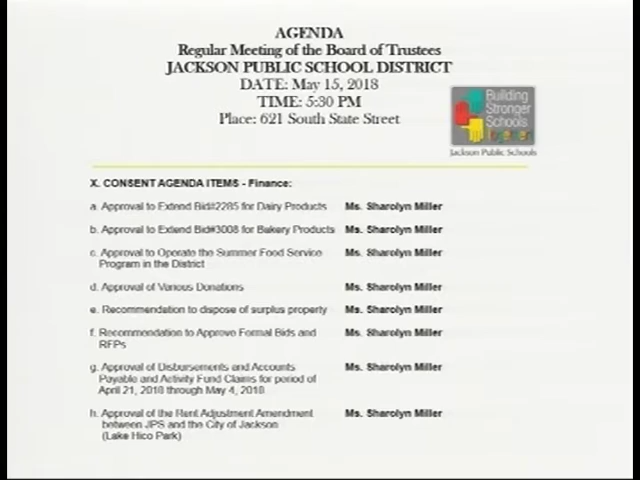 AGENDA
Regular Meeting of the Board of Trustees
JACKSON PUBLIC SCHOOL DISTRICT
DATE: May 15, 2018
TIME: 5:30 PM
Place: 621 South State Street
Building
Stronger
Schools
together
Jackson Public Schools
X. CONSENT AGENDA ITEMS - Finance:
a. Approval to Extend Bid#2285 for Dairy Products Ms. Sharolyn Miller
b. Approval to Extend Bid#3008 for Bakery Products Ms. Sharolyn Miller
c. Approval to Operate the Summer Food Service Ms. Sharolyn Miller
Program in the District
d. Approval of Various Donations Ms. Sharolyn Miller
e. Recommendation to dispose of surplus property Ms. Sharolyn Miller
f. Recommendation to Approve Formal Bids and Ms. Sharolyn Miller
RFPs
g. Approval of Disbursements and Accounts Ms. Sharolyn Miller
Payable and Activity Fund Claims for period of
April 21, 2018 through May 4, 2018.
h. Approval of the Rent Adjustment Amendment Ms. Sharolyn Miller
between JPS and the City of Jackson
(Lake Hico Park)